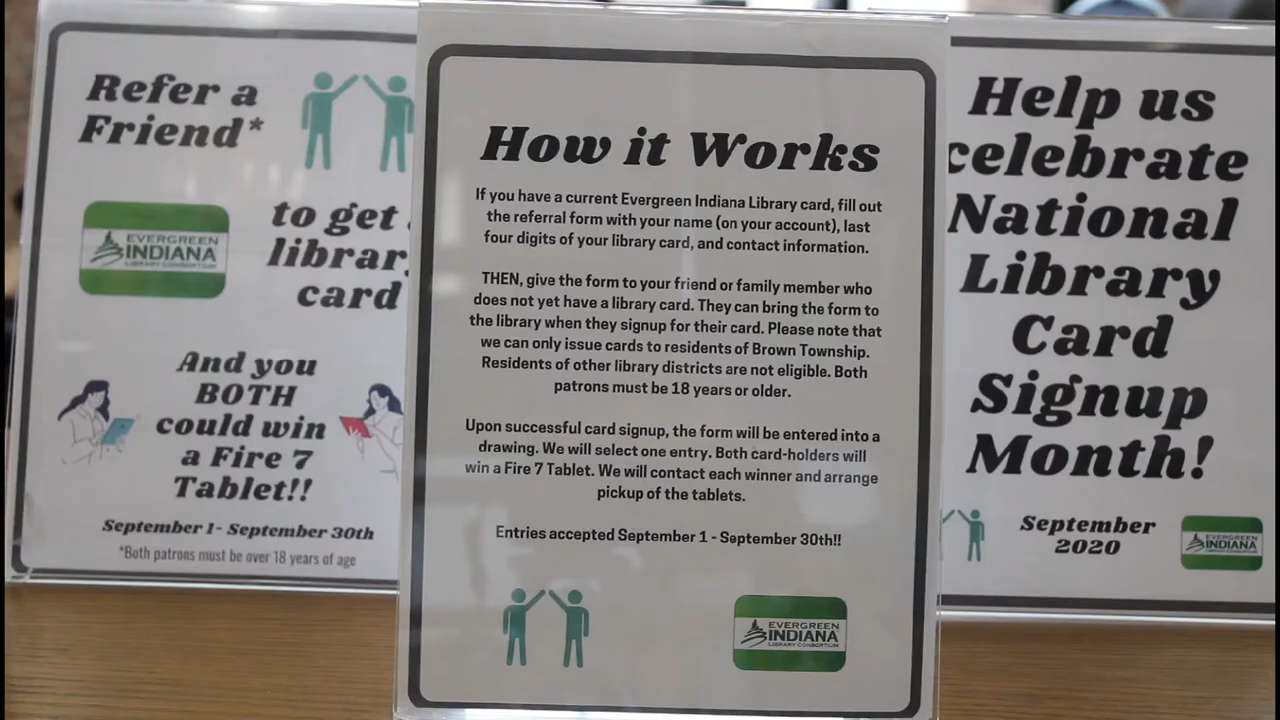 Refer a
Friend*
EVERGREEN
INDIANA
LIBRARY CONSORTIUM
to get
card
And you
BOTH
could win
a Fire 7
Tablet!!
September 1- September 30th
*Both patrons must be over 18 years of age
How it Works
If you have a current Evergreen Indiana Library card, fill out
the referral form with your name (on your account), last
four digits of your library card, and contact information.
THEN, give the form to your friend or family member who
does not yet have a library card. They can bring the form to
the library when they signup for their card. Please note that
we can only issue cards to residents of Brown Township.
Residents of other library districts are not eligible. Both
patrons must be 18 years or older.
Upon successful card signup, the form will be entered into a
drawing. We will select one entry. Both card-holders will
win a Fire 7 Tablet. We will contact each winner and arrange
pickup of the tablets.
Entries accepted September 1 - September 30th!!
EVERGREEN
INDIANA
LIBRARY CONSORTIUM
Help us
celebrate
National
Library
Card
Signup
Month!
September
2020
EVERGREEN
INDIANA
LIBRARY CONSORTIUM